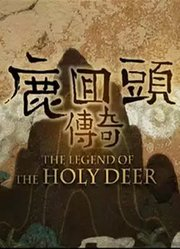 鹿回頭
傳奇
THE LEGEND OF
THE HOLY DEER